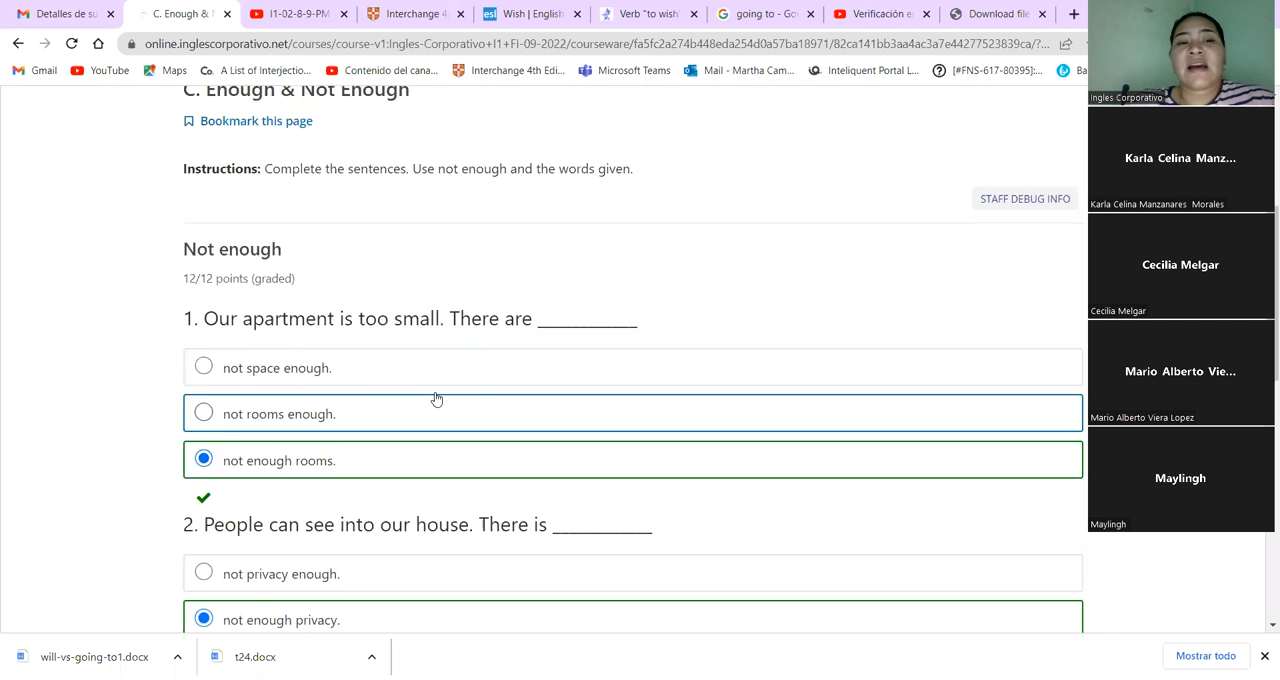 Detalles de su
C. Enough & N
I1-02-8-9-PM
Interchange 4
Wish | English
Verb "to wish'
going to - Go
Verificación e
Download file
online.inglescorporativo.net/courses/course-v1:Ingles-Corporativo+I1+FI-09-2022/courseware/fa5fc2a274b448eda254d0a57ba18971/82ca141bb3aa4ac3a7e44277523839ca/?...
Gmail
YouTube
Maps
Co. A List of Interjectio...
Contenido del cana...
Interchange 4th Edi...
Microsoft Teams
Mail - Martha Cam...
Inteliquent Portal L...
[#FNS-617-80395]:...
Ba
C. Enough & Not Enough
Bookmark this page
Instructions: Complete the sentences. Use not enough and the words given.
STAFF DEBUG INFO
Not enough
12/12 points (graded)
1. Our apartment is too small. There are ____________
not space enough.
not rooms enough.
not enough rooms.
2. People can see into our house. There is ____________
not privacy enough.
not enough privacy.
will-vs-going-to1.docx
t24.docx
Mostrar todo
Ingles Corporativo
Karla Celina Manz...
Karla Celina Manzanares Morales
Cecilia Melgar
Cecilia Melgar
Mario Alberto Vie...
Mario Alberto Viera Lopez
Maylingh
Maylingh